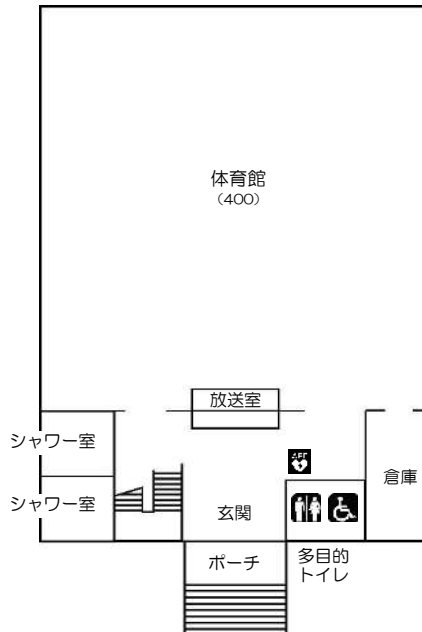 体育館
（400）
放送室
シャワー室
AED
倉庫
シャワー室
玄関
ポーチ
多目的
トイレ